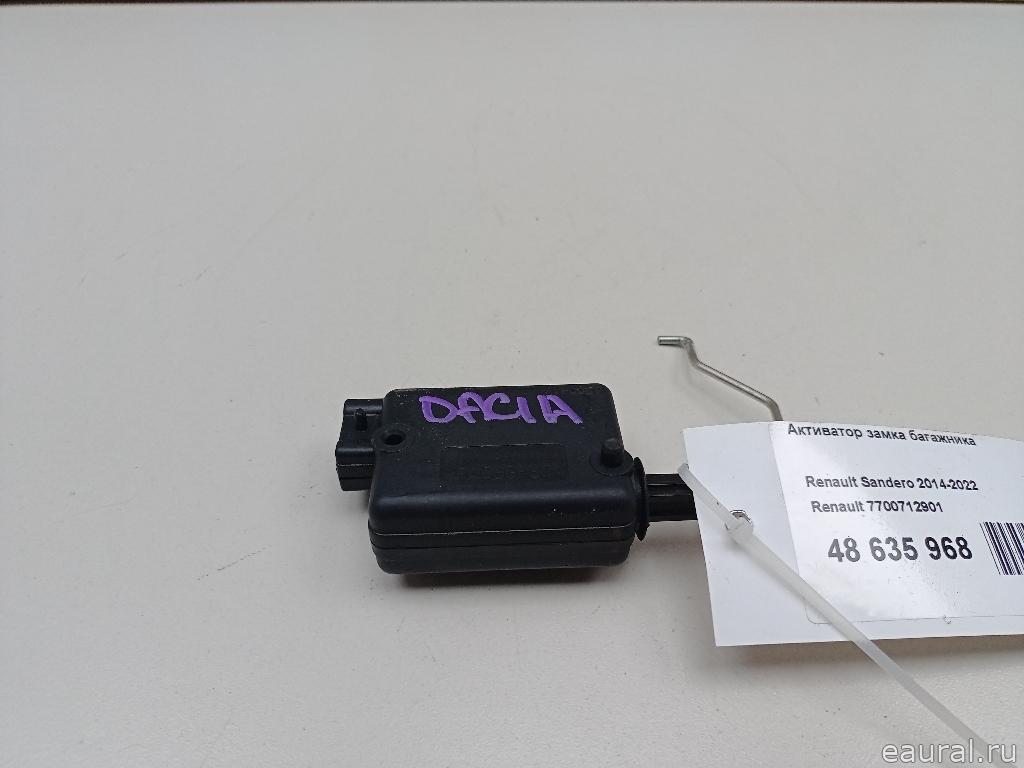 DACIA
Активатор замка багажника
Renault Sandero 2014-2022
Renault 7700712901
48 635 968
eaural.ru